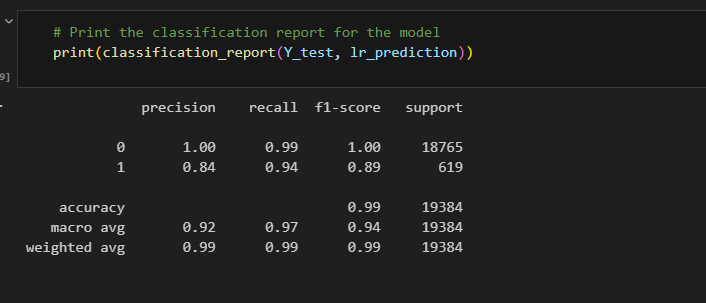 # Print the classification report for the model
print(classification_report(Y_test, lr_prediction))
9]
precision recall f1-score support
0 1.00 0.99 1.00 18765
1 0.84 0.94 0.89 619
accuracy 0.99 19384
macro avg 0.92 0.97 0.94 19384
weighted avg 0.99 0.99 0.99 19384